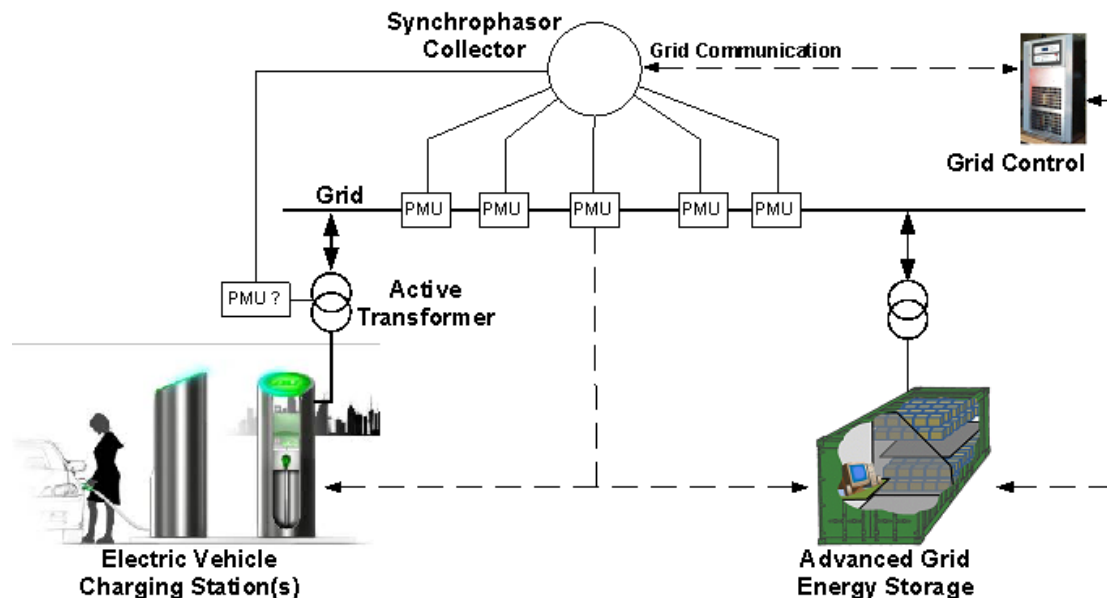 Synchrophasor
Collector
Grid Communication
Grid Control
Grid
PMU
PMU
PMU
PMU
PMU
PMU ?
Active
Transformer
Electric Vehicle
Charging Station(s)
Advanced Grid
Energy Storage